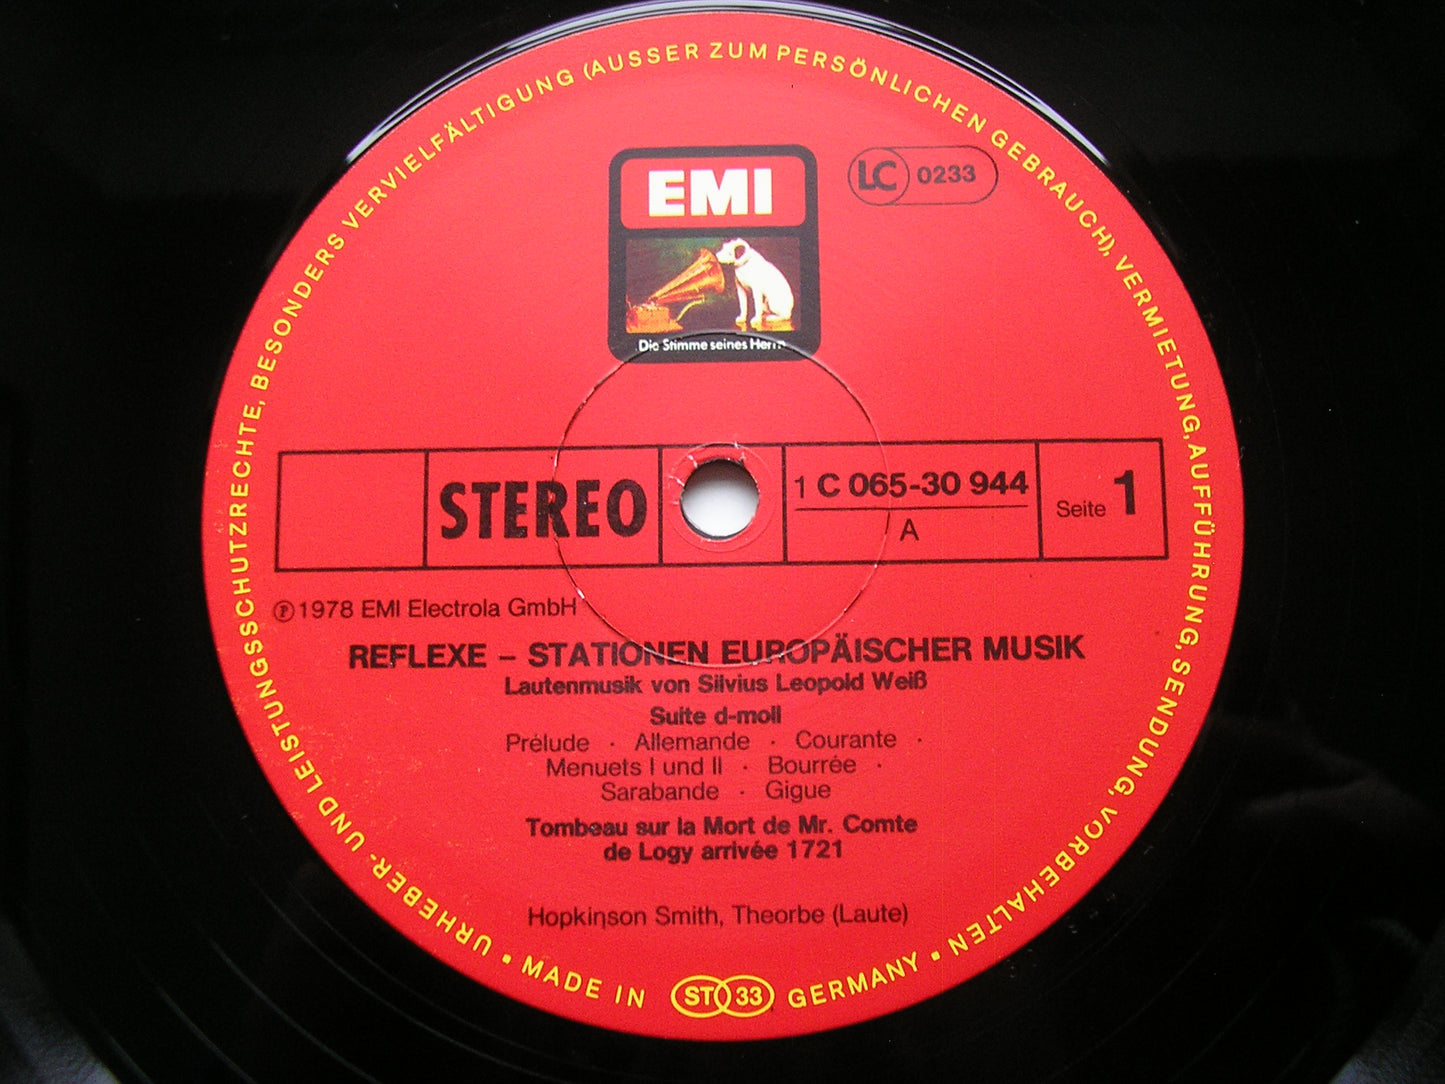 URHEBER- UND LEISTUNGSSCHUTZRECHTE, BESONDERS VERVIELFÄLTIGUNG (AUSSER ZUM PERSÖNLICHEN GEBRAUCH), VERMIETUNG, AUFFÜHRUNG, SENDUNG, VORBEHALTEN
EMI
LC 0233
Die Stimme seines Herrn
STEREO
1 C 065-30 944
A
Seite 1
℗ 1978 EMI Electrola GmbH
REFLEXE – STATIONEN EUROPÄISCHER MUSIK
Lautenmusik von Silvius Leopold Weiß
Suite d-moll
Prélude · Allemande · Courante ·
Menuets I und II · Bourrée ·
Sarabande · Gigue
Tombeau sur la Mort de Mr. Comte
de Logy arrivée 1721
Hopkinson Smith, Theorbe (Laute)
▪ MADE IN ST 33 GERMANY ▪